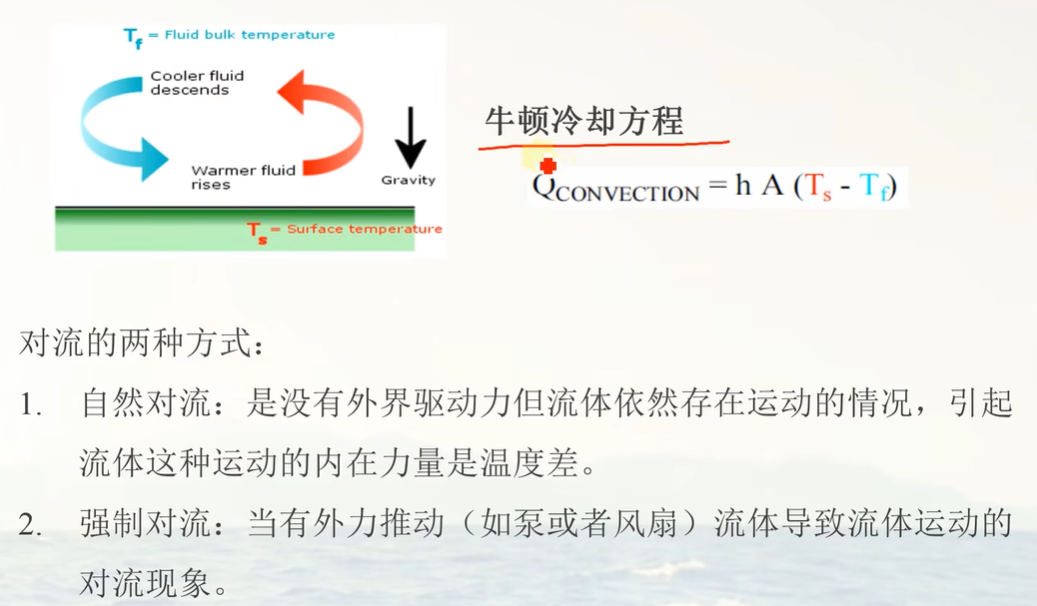 T_f = Fluid bulk temperature
Cooler fluid
descends
Warmer fluid
rises
Gravity
T_s = Surface temperature
牛顿冷却方程
Q_CONVECTION = h A (T_s - T_f)
对流的两种方式：
1. 自然对流：是没有外界驱动力但流体依然存在运动的情况，引起
流体这种运动的内在力量是温度差。
2. 强制对流：当有外力推动（如泵或者风扇）流体导致流体运动的
对流现象。